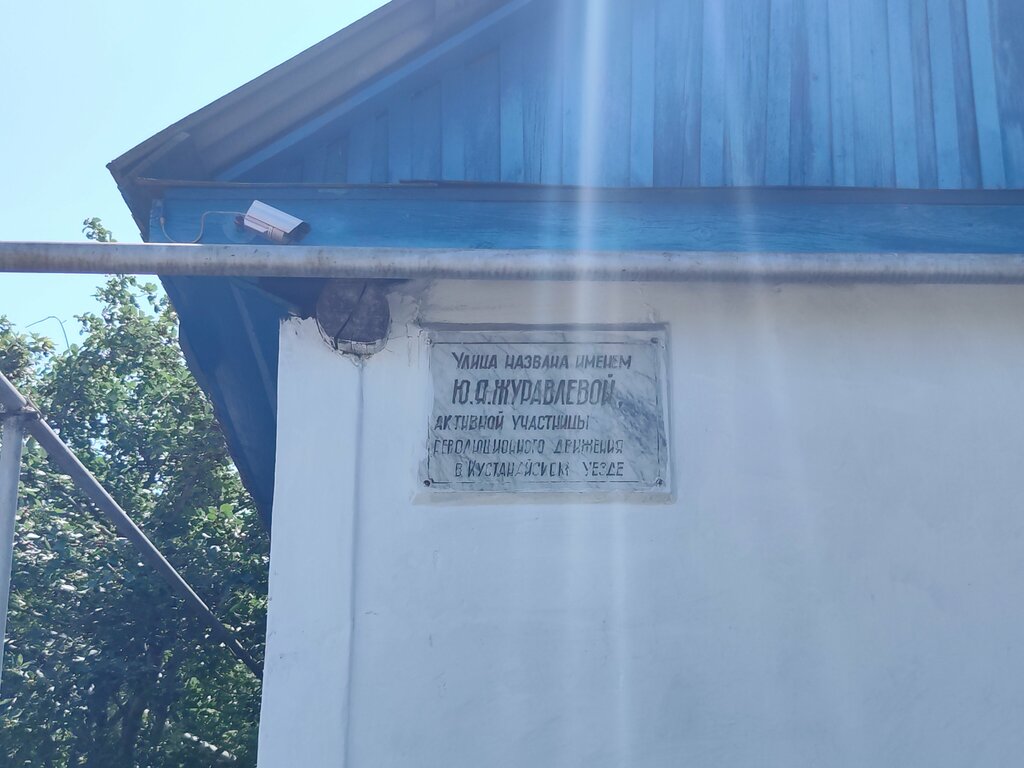 Улица названа именем
Ю.Я.ЖУРАВЛЕВОЙ,
АКТИВНОЙ УЧАСТНИЦЫ
РЕВОЛЮЦИОННОГО ДВИЖЕНИЯ
В КУСТАНАЙСКОМ УЕЗДЕ